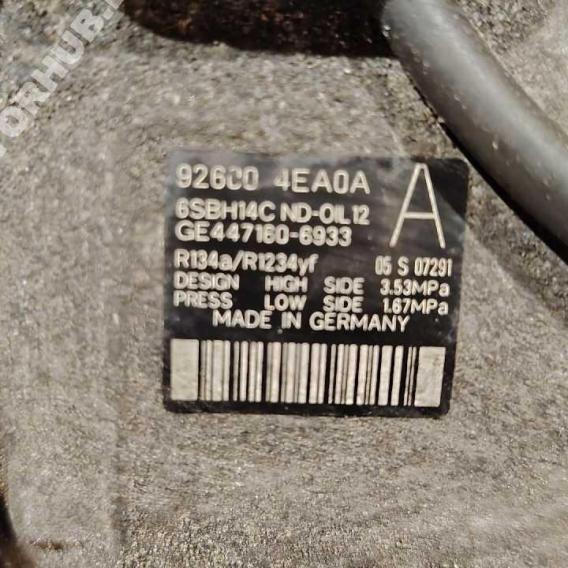 92600 4EA0A
A
6SBH14C ND-OIL12
GE447160-6933
R134a/R1234yf 05 S 07291
DESIGN HIGH SIDE 3.53MPa
PRESS LOW SIDE 1.67MPa
MADE IN GERMANY